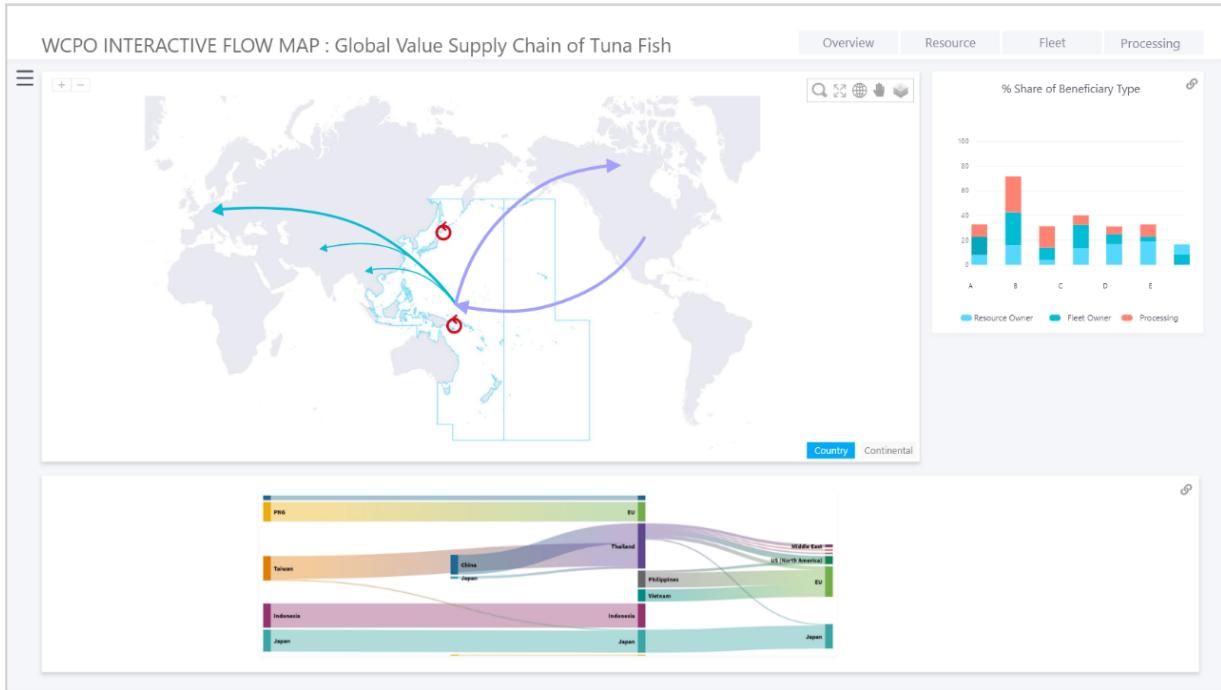 WCPO INTERACTIVE FLOW MAP : Global Value Supply Chain of Tuna Fish
Overview
Resource
Fleet
Processing
+ −
Country
Continental
% Share of Beneficiary Type
100
80
60
40
20
0
A B C D E
Resource Owner Fleet Owner Processing
PNG
EU
Thailand
Middle East
China
US (North America)
Taiwan
Japan
Philippines
EU
Vietnam
Indonesia
Indonesia
Japan
Japan
Japan